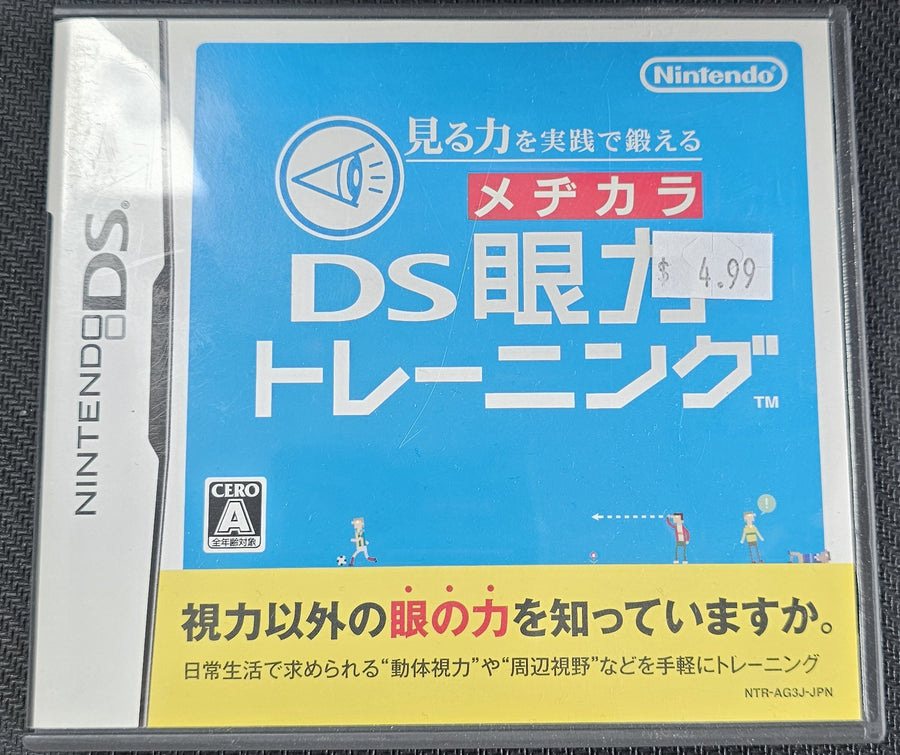 NINTENDO DS®
Nintendo®
見る力を実践で鍛える
メヂカラ
DS眼力
$ 4.99
トレーニング™
CERO
A
全年齢対象
!
視力以外の眼の力を知っていますか。
日常生活で求められる“動体視力”や“周辺視野”などを手軽にトレーニング
NTR-AG3J-JPN